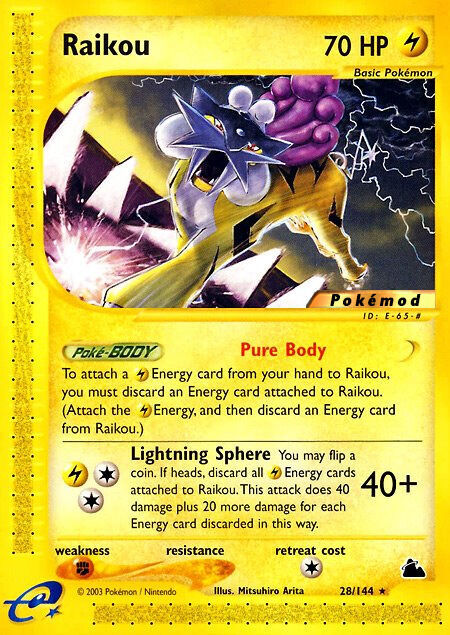 Raikou 70 HP
Basic Pokémon
Pokémod
ID: E-65-#
Poké-BODY Pure Body
To attach a Energy card from your hand to Raikou,
you must discard an Energy card attached to Raikou.
(Attach the Energy, and then discard an Energy card
from Raikou.)
Lightning Sphere You may flip a
coin. If heads, discard all Energy cards
attached to Raikou. This attack does 40
damage plus 20 more damage for each
Energy card discarded in this way.
40+
weakness resistance retreat cost
© 2003 Pokémon / Nintendo Illus. Mitsuhiro Arita 28/144 ★
e